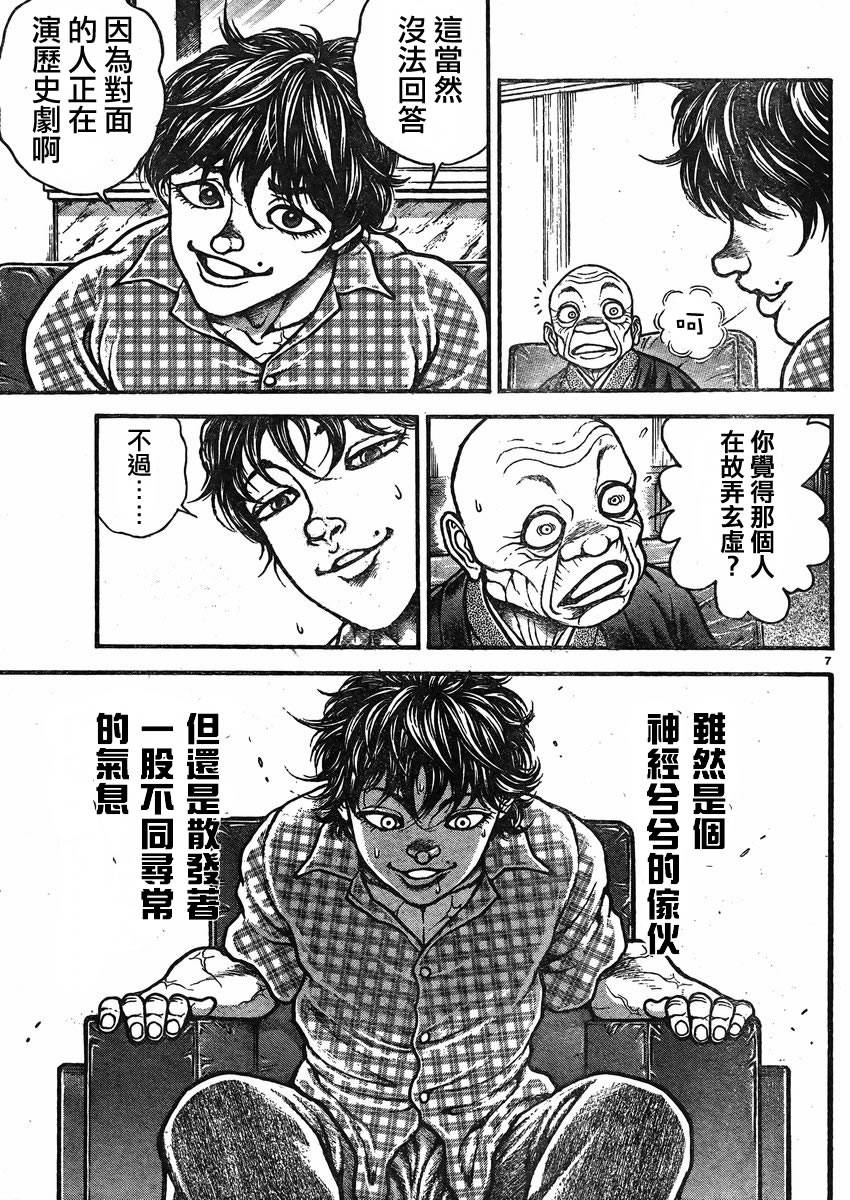 呵
這當然
沒法回答
因為對面
的人正在
演歷史劇啊
你覺得那個人
在故弄玄虛？
不過……
7
雖然是個
神經兮兮的傢伙
但還是散發著
一股不同尋常
的氣息